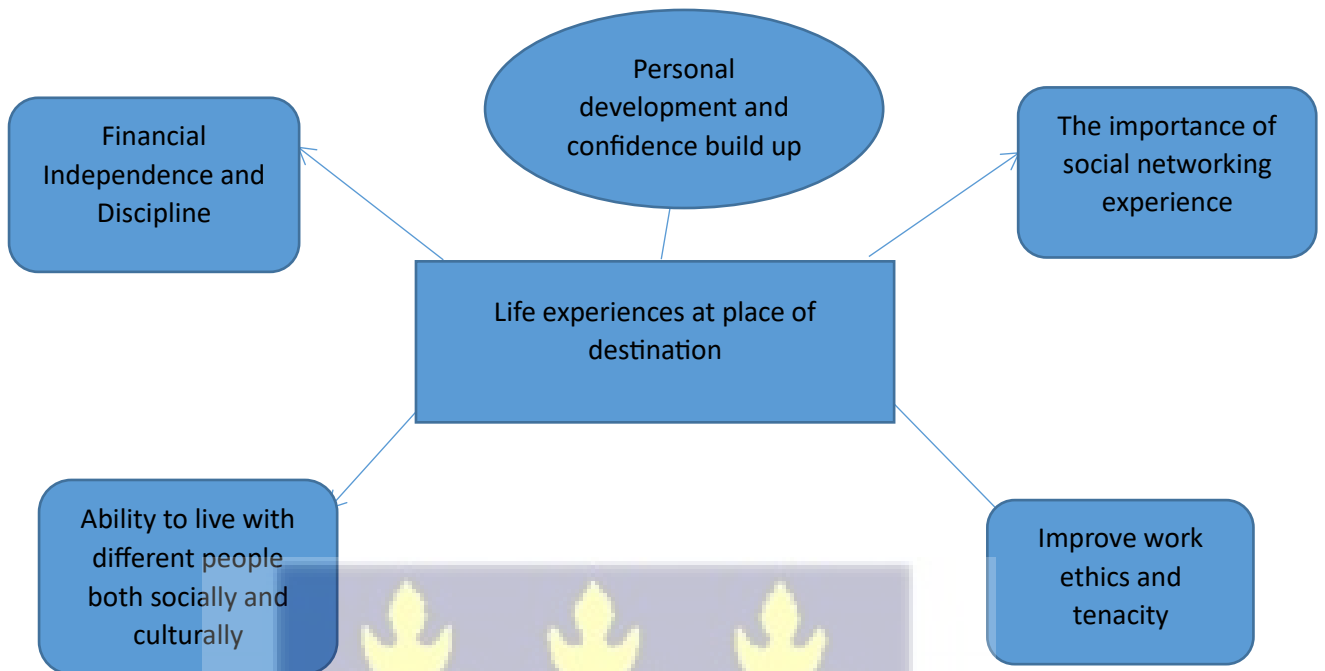 Personal
development and
confidence build up
Financial
Independence and
Discipline
The importance of
social networking
experience
Life experiences at place of
destination
Ability to live with
different people
both socially and
culturally
Improve work
ethics and
tenacity